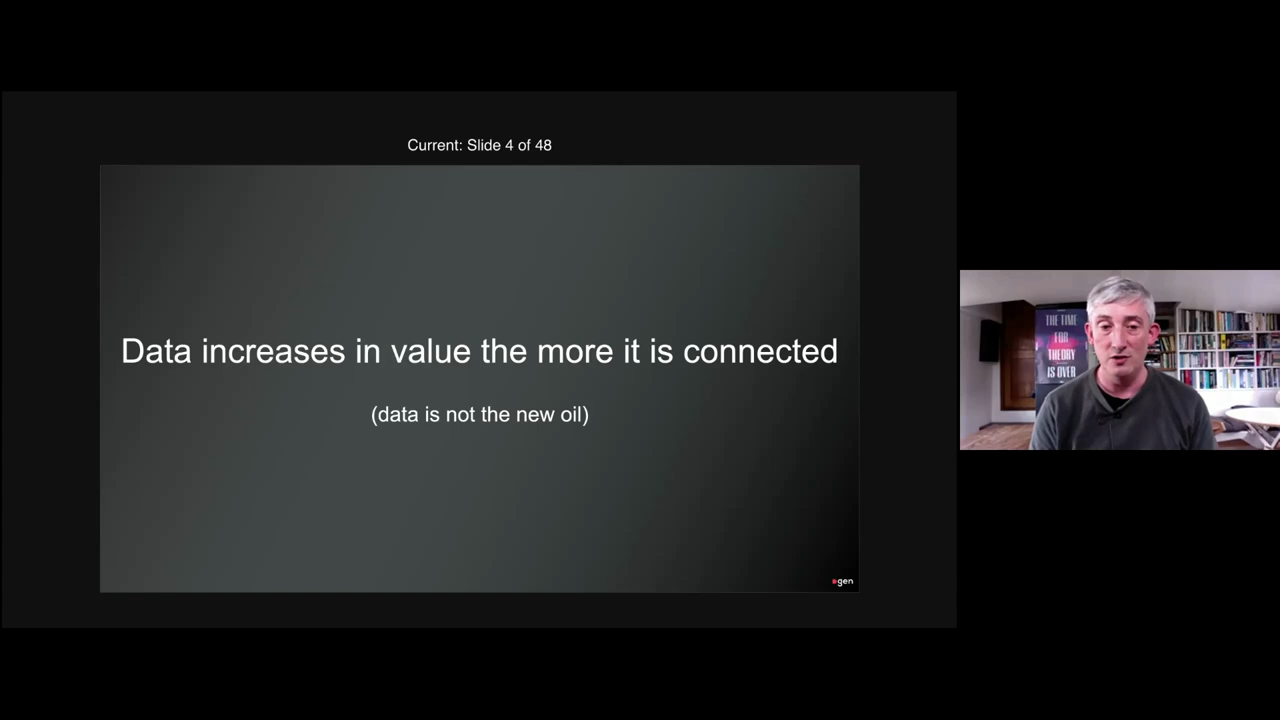 Current: Slide 4 of 48
Data increases in value the more it is connected
(data is not the new oil)
gen
THE TIME
FOR
THEORY
IS OVER